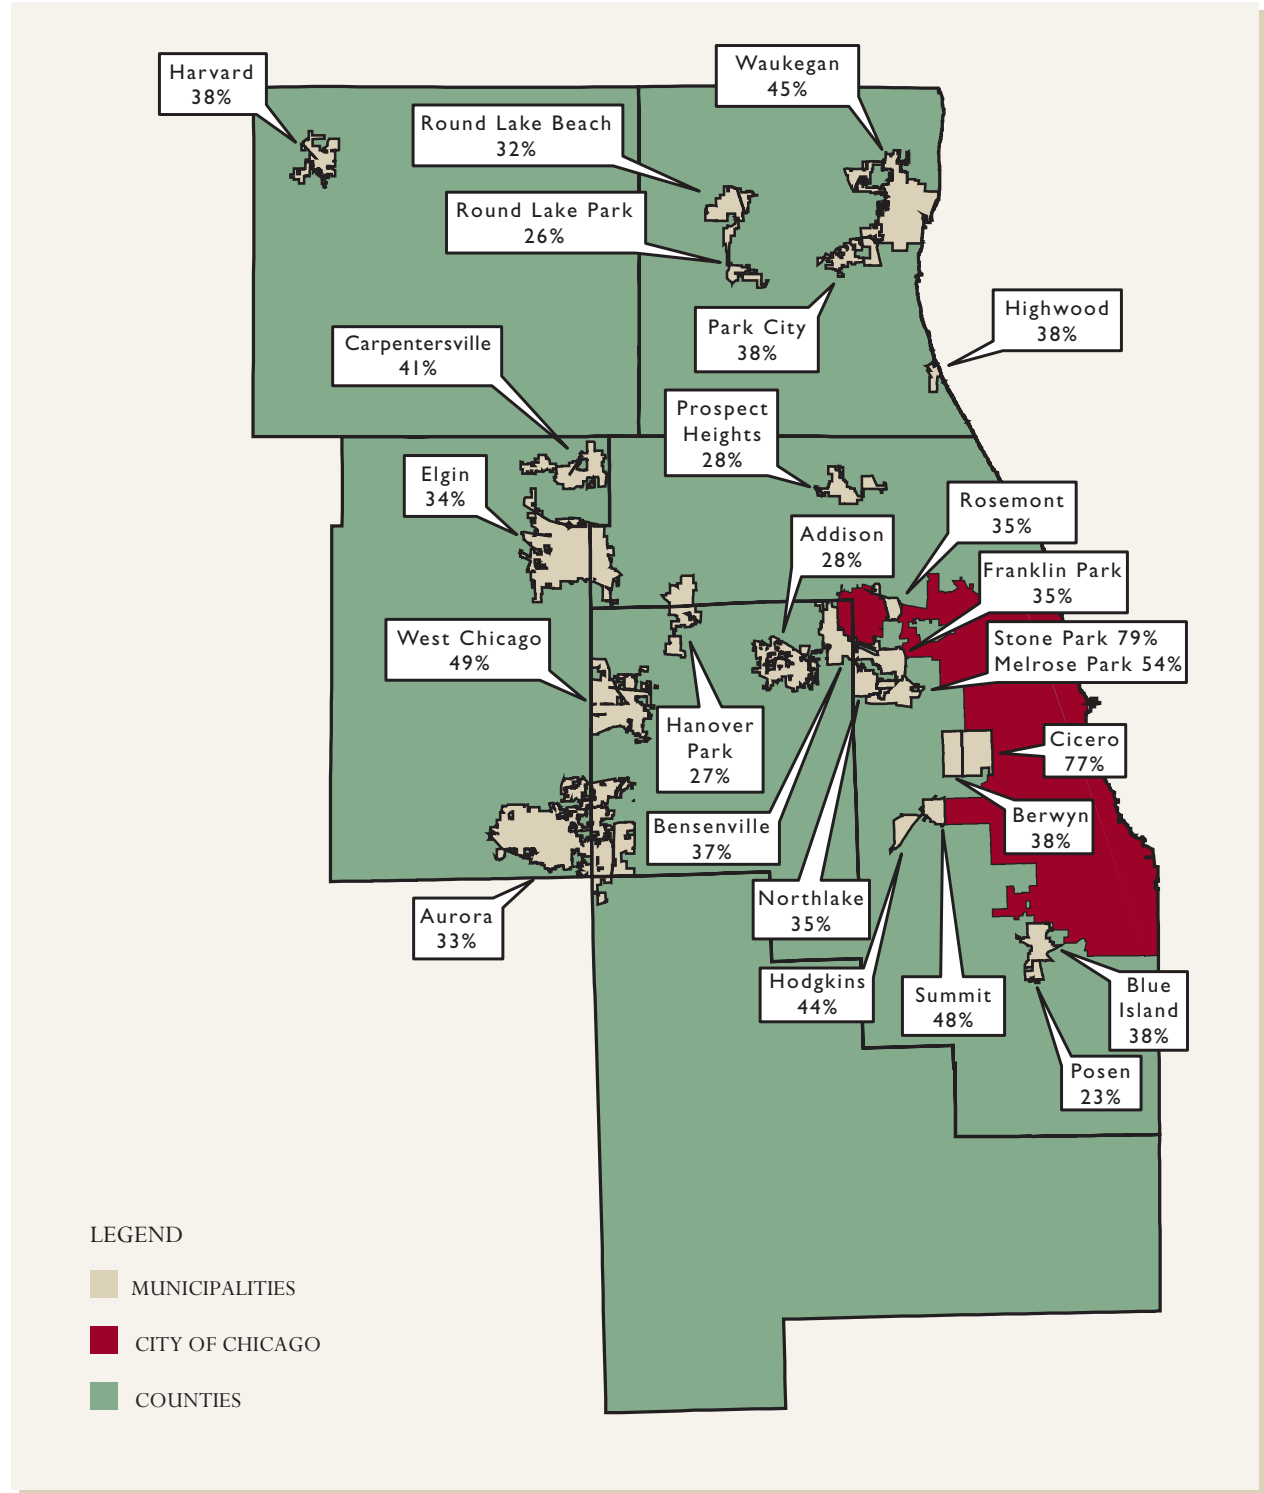 Harvard
38%
Waukegan
45%
Round Lake Beach
32%
Round Lake Park
26%
Park City
38%
Highwood
38%
Carpentersville
41%
Prospect
Heights
28%
Elgin
34%
Rosemont
35%
Addison
28%
Franklin Park
35%
Stone Park 79%
Melrose Park 54%
West Chicago
49%
Hanover
Park
27%
Cicero
77%
Berwyn
38%
Bensenville
37%
Northlake
35%
Aurora
33%
Hodgkins
44%
Summit
48%
Blue
Island
38%
Posen
23%
LEGEND
MUNICIPALITIES
CITY OF CHICAGO
COUNTIES